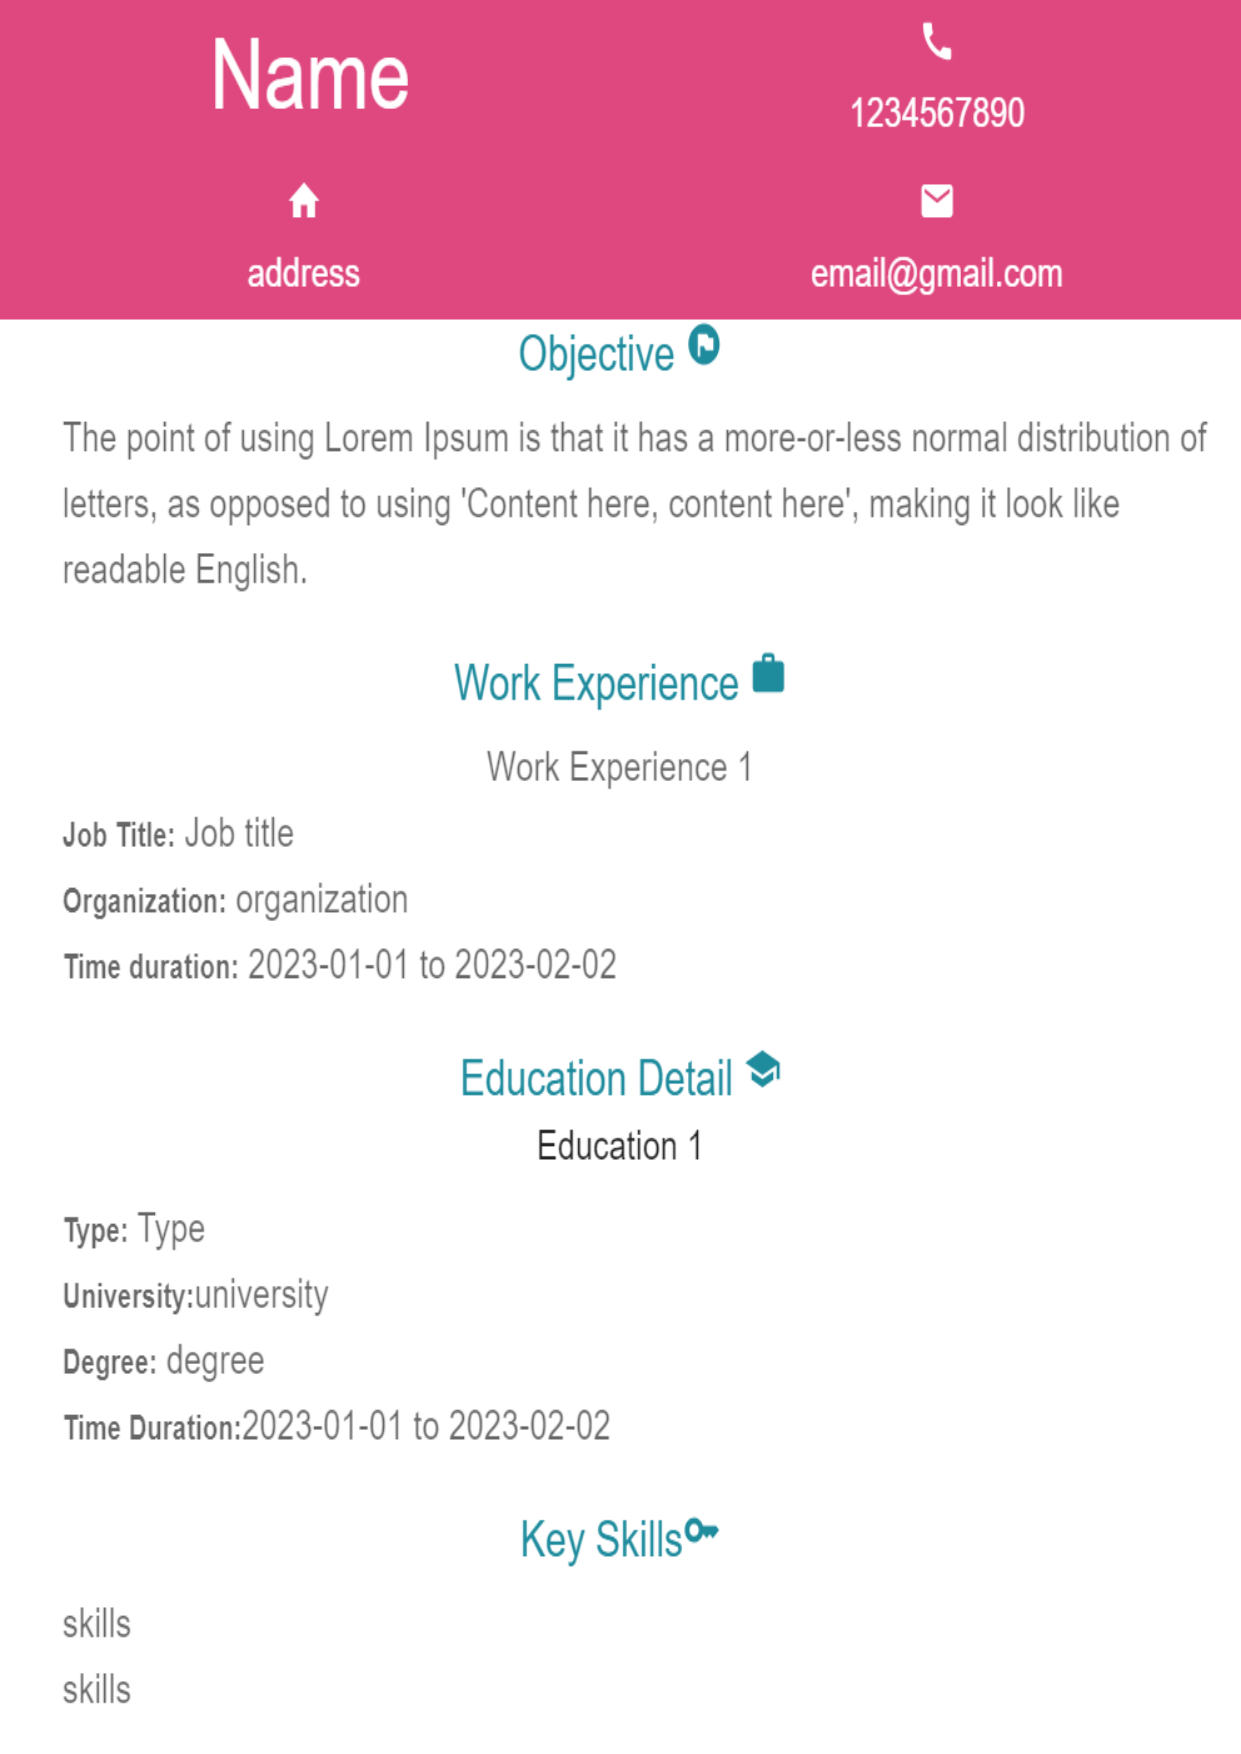 Name
1234567890
address
email@gmail.com
Objective
The point of using Lorem Ipsum is that it has a more-or-less normal distribution of
letters, as opposed to using 'Content here, content here', making it look like
readable English.
Work Experience
Work Experience 1
Job Title: Job title
Organization: organization
Time duration: 2023-01-01 to 2023-02-02
Education Detail
Education 1
Type: Type
University:university
Degree: degree
Time Duration:2023-01-01 to 2023-02-02
Key Skills
skills
skills